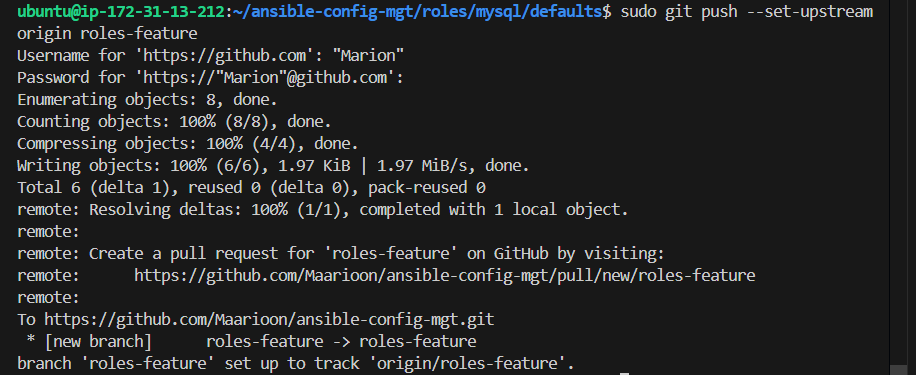 ubuntu@ip-172-31-13-212:~/ansible-config-mgt/roles/mysql/defaults$ sudo git push --set-upstream
origin roles-feature
Username for 'https://github.com': "Marion"
Password for 'https://"Marion"@github.com':
Enumerating objects: 8, done.
Counting objects: 100% (8/8), done.
Compressing objects: 100% (4/4), done.
Writing objects: 100% (6/6), 1.97 KiB | 1.97 MiB/s, done.
Total 6 (delta 1), reused 0 (delta 0), pack-reused 0
remote: Resolving deltas: 100% (1/1), completed with 1 local object.
remote:
remote: Create a pull request for 'roles-feature' on GitHub by visiting:
remote:      https://github.com/Maarioon/ansible-config-mgt/pull/new/roles-feature
remote:
To https://github.com/Maarioon/ansible-config-mgt.git
 * [new branch]      roles-feature -> roles-feature
branch 'roles-feature' set up to track 'origin/roles-feature'.